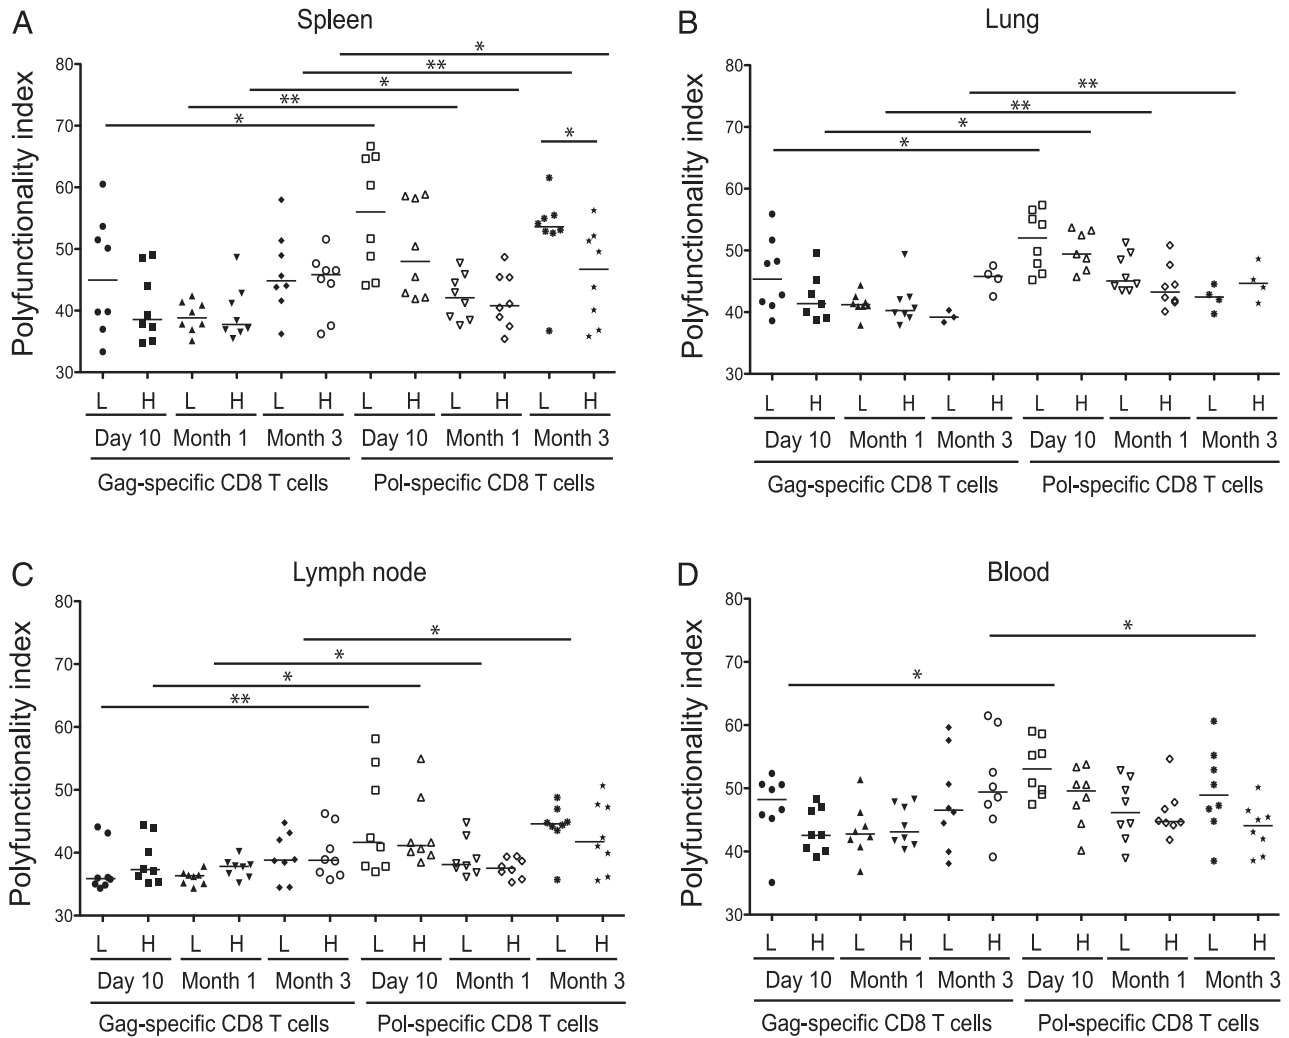 A
Spleen
Polyfunctionality index
80
70
60
50
40
30
*
**
*
**
*
*
L H L H L H L H L H L H
Day 10 Month 1 Month 3 Day 10 Month 1 Month 3
Gag-specific CD8 T cells Pol-specific CD8 T cells
B
Lung
Polyfunctionality index
80
70
60
50
40
30
**
**
*
*
L H L H L H L H L H L H
Day 10 Month 1 Month 3 Day 10 Month 1 Month 3
Gag-specific CD8 T cells Pol-specific CD8 T cells
C
Lymph node
Polyfunctionality index
80
70
60
50
40
30
*
*
*
**
L H L H L H L H L H L H
Day 10 Month 1 Month 3 Day 10 Month 1 Month 3
Gag-specific CD8 T cells Pol-specific CD8 T cells
D
Blood
Polyfunctionality index
80
70
60
50
40
30
*
*
L H L H L H L H L H L H
Day 10 Month 1 Month 3 Day 10 Month 1 Month 3
Gag-specific CD8 T cells Pol-specific CD8 T cells